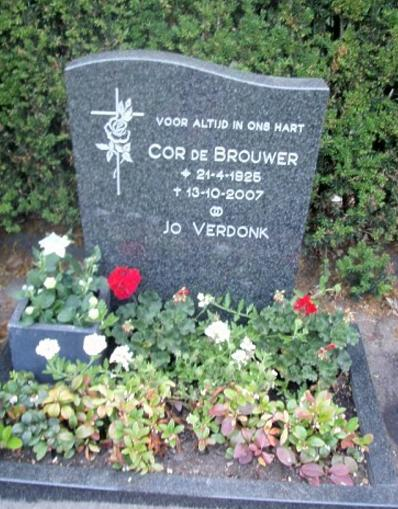 VOOR ALTIJD IN ONS HART
COR DE BROUWER
* 21-4-1925
† 13-10-2007
⚭
JO VERDONK